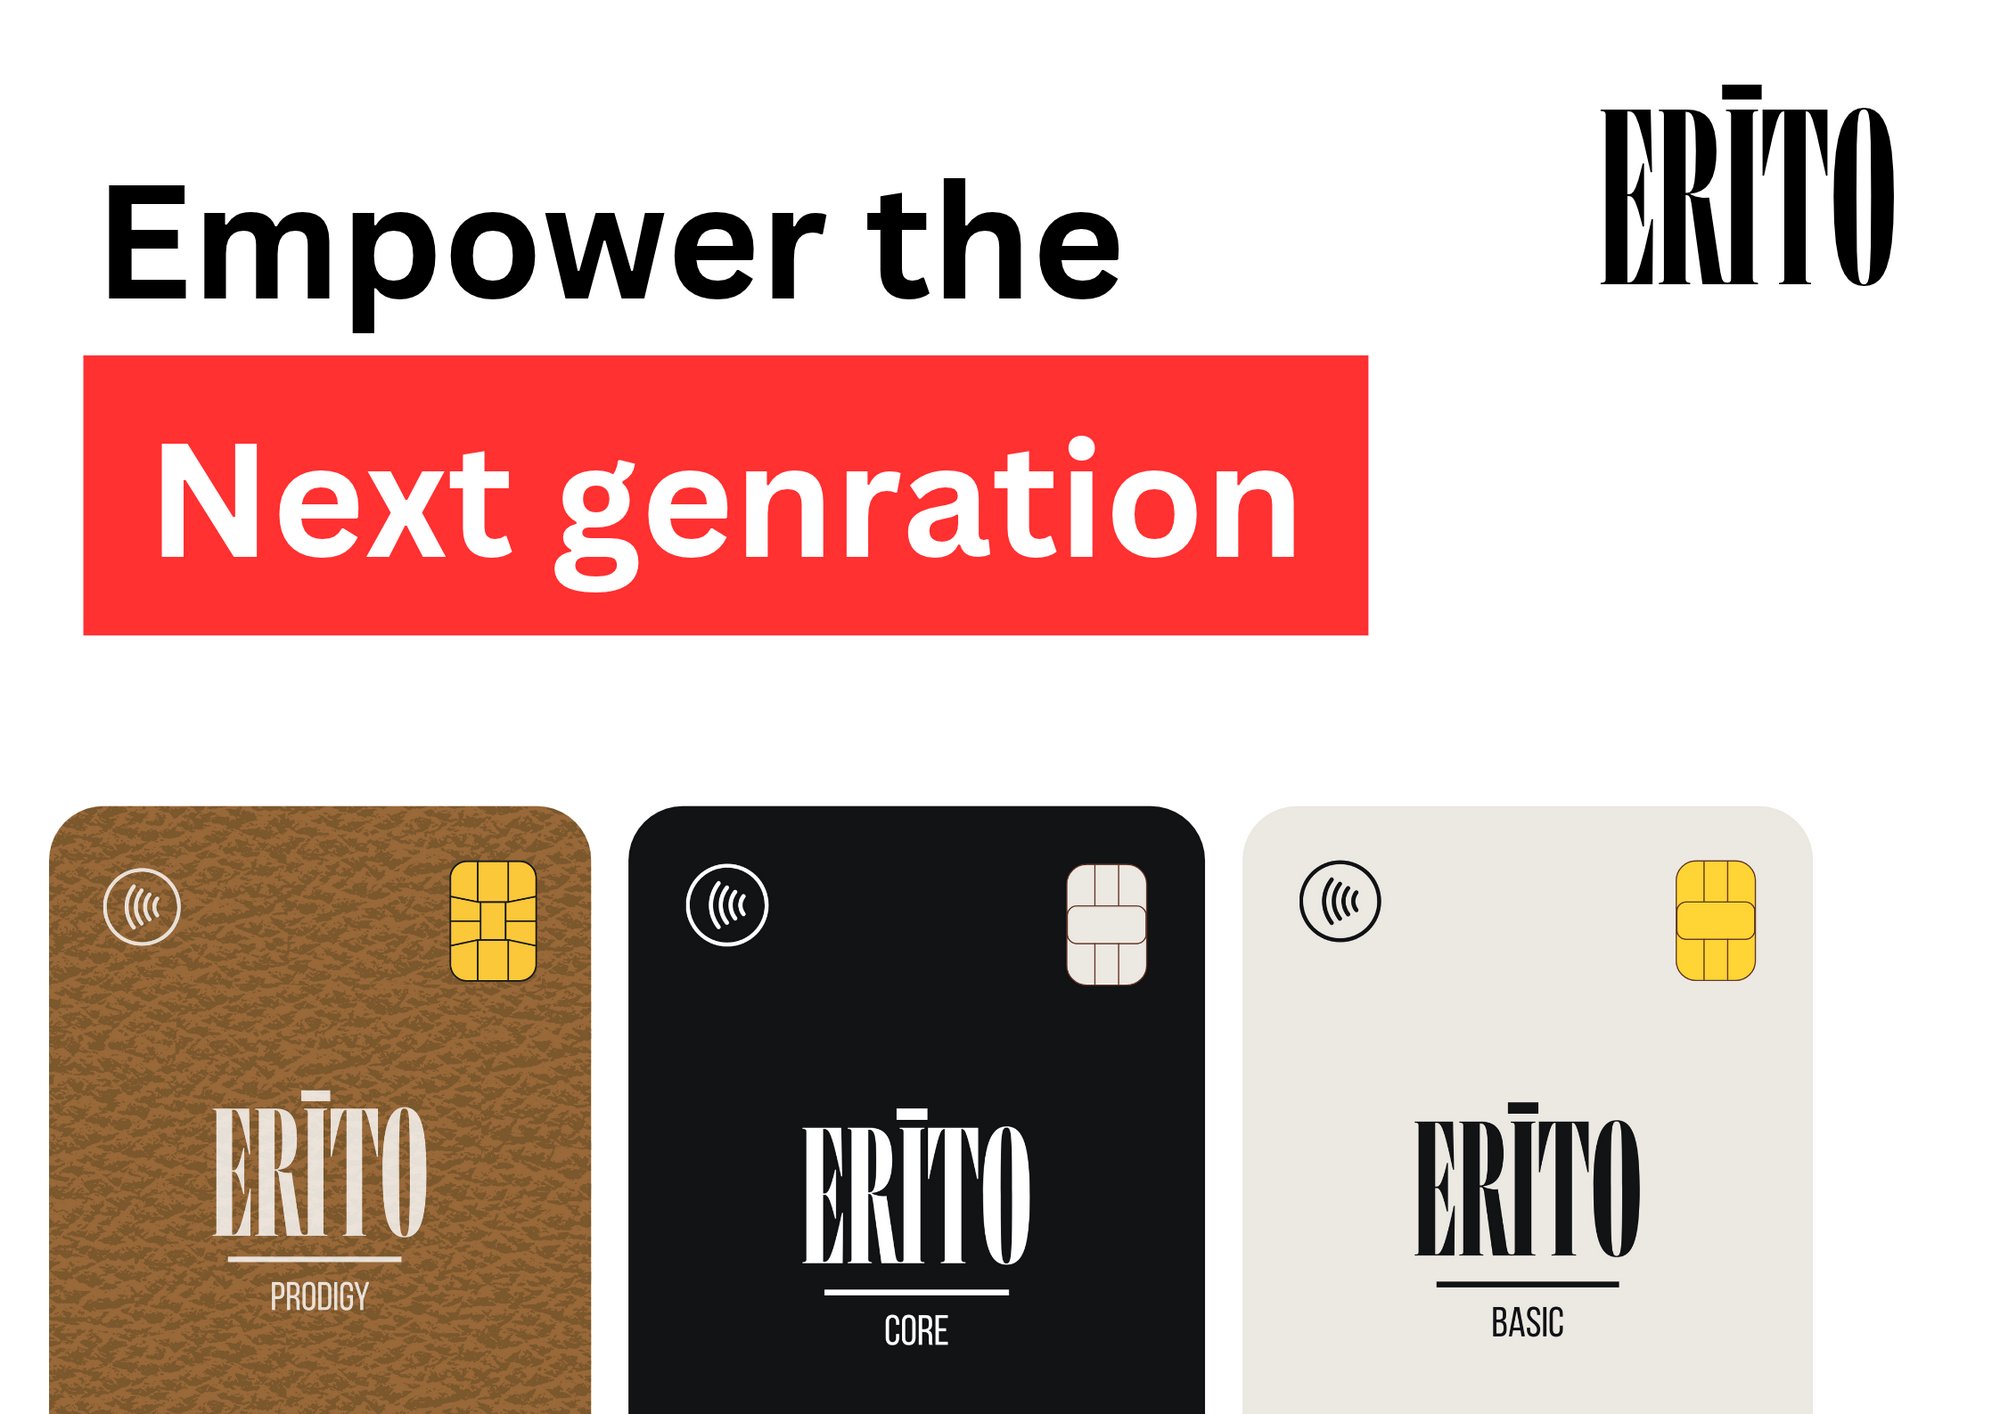 ERĪTO
Empower the
Next genration
ERĪTO
PRODIGY
ERĪTO
CORE
ERĪTO
BASIC